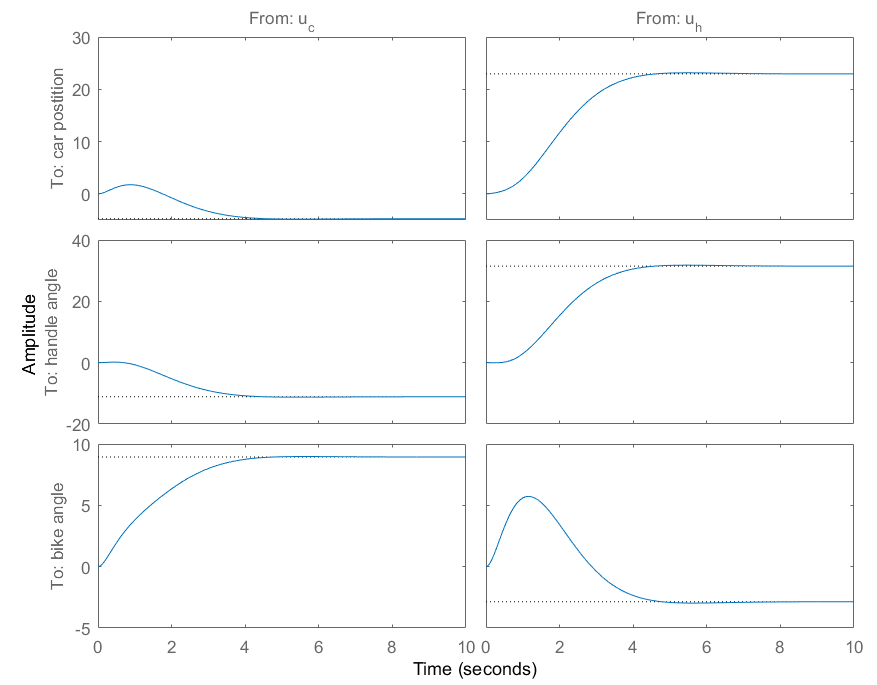 From: u_c
From: u_h
30
20
10
0
To: car postition
40
20
0
-20
To: handle angle
Amplitude
10
5
0
-5
To: bike angle
0 2 4 6 8 10
0 2 4 6 8 10
Time (seconds)